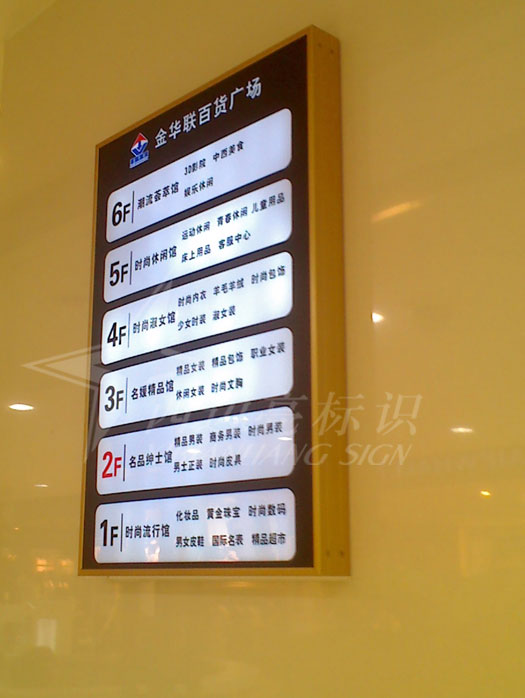 金华联百货广场
6F 潮流荟萃馆 3D影院 中西美食
娱乐休闲
5F 时尚休闲馆 运动休闲 青春休闲 儿童用品
床上用品 客服中心
4F 时尚淑女馆 时尚内衣 羊毛羊绒 时尚包饰
少女时装 淑女装
3F 名媛精品馆 精品女装 精品包饰 职业女装
休闲女装 时尚文胸
2F 名品绅士馆 精品男装 商务男装 时尚男装
男士正装 时尚皮具
1F 时尚流行馆 化妆品 黄金珠宝 时尚数码
男女皮鞋 国际名表 精品超市
标识
SIGN